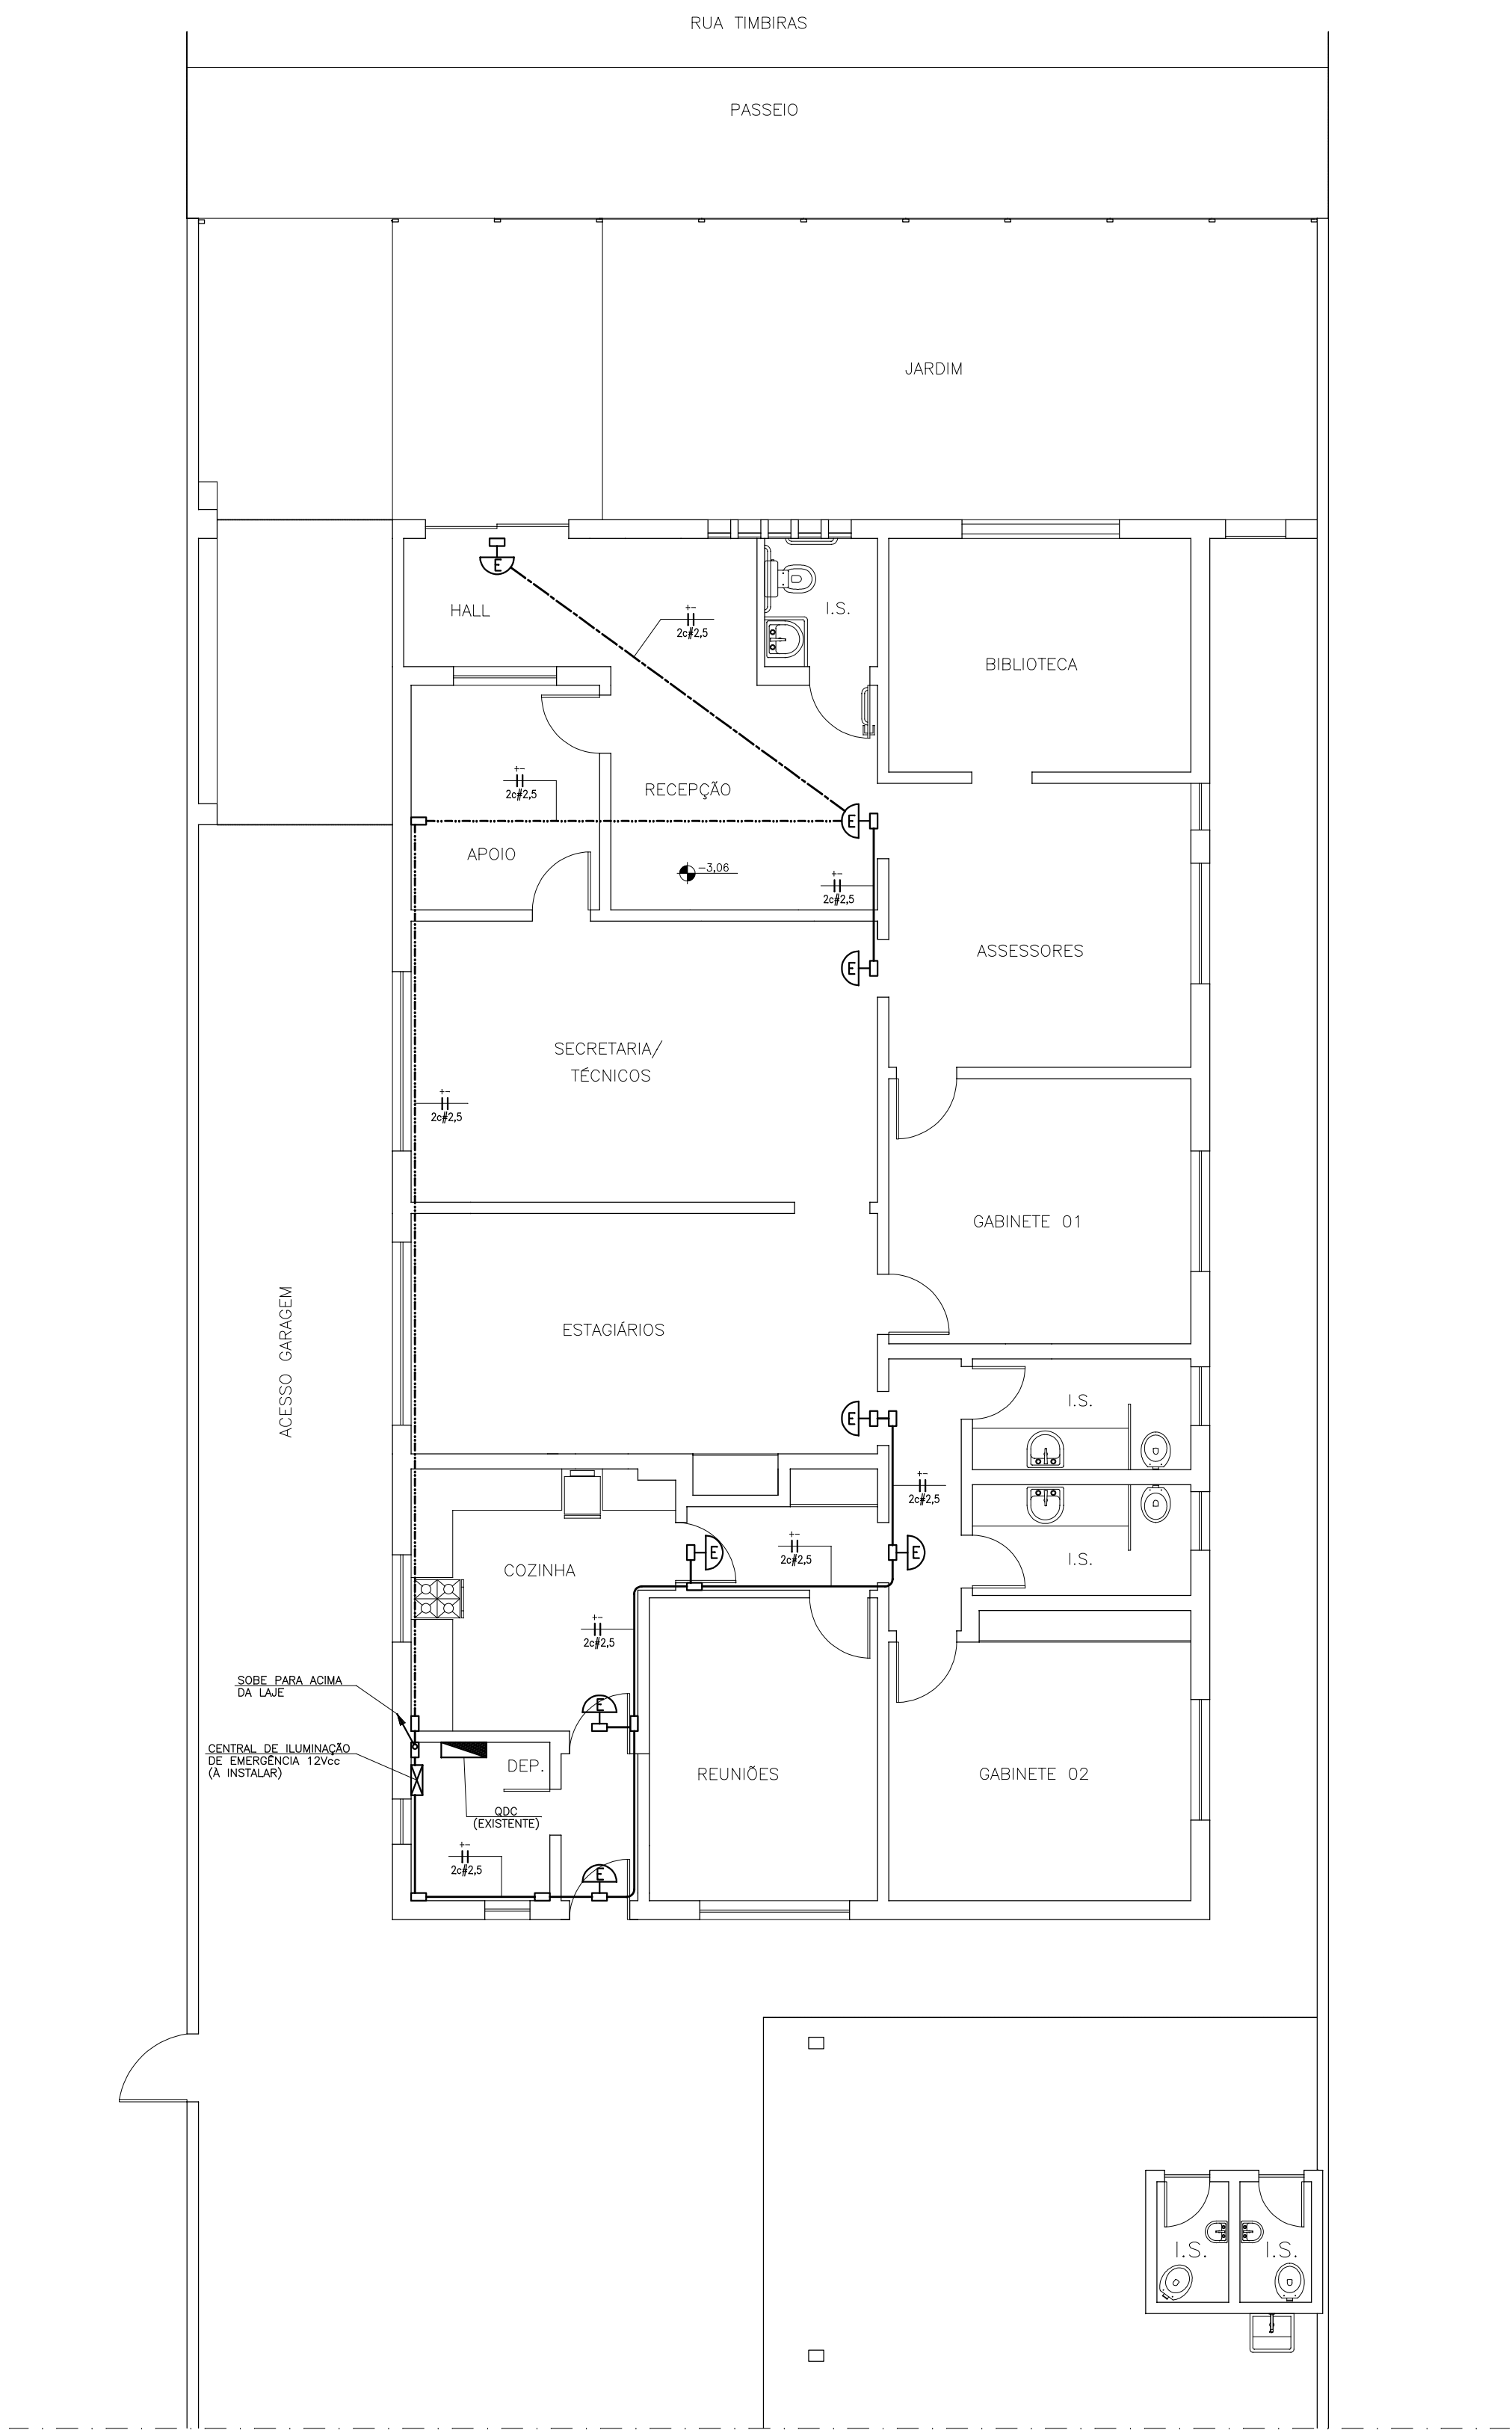 RUA TIMBIRAS
PASSEIO
JARDIM
E
HALL
+-
2c#2,5
I.S.
BIBLIOTECA
+-
2c#2,5
RECEPÇÃO
E
APOIO
-3,06
+-
2c#2,5
ASSESSORES
E
SECRETARIA/
TÉCNICOS
+-
2c#2,5
GABINETE 01
ACESSO GARAGEM
ESTAGIÁRIOS
I.S.
E
+-
2c#2,5
E
+-
2c#2,5
E
I.S.
COZINHA
+-
2c#2,5
SOBE PARA ACIMA
DA LAJE
E
CENTRAL DE ILUMINAÇÃO
DE EMERGÊNCIA 12Vcc
(À INSTALAR)
DEP.
REUNIÕES
GABINETE 02
QDC
(EXISTENTE)
+-
2c#2,5
E
I.S.
I.S.